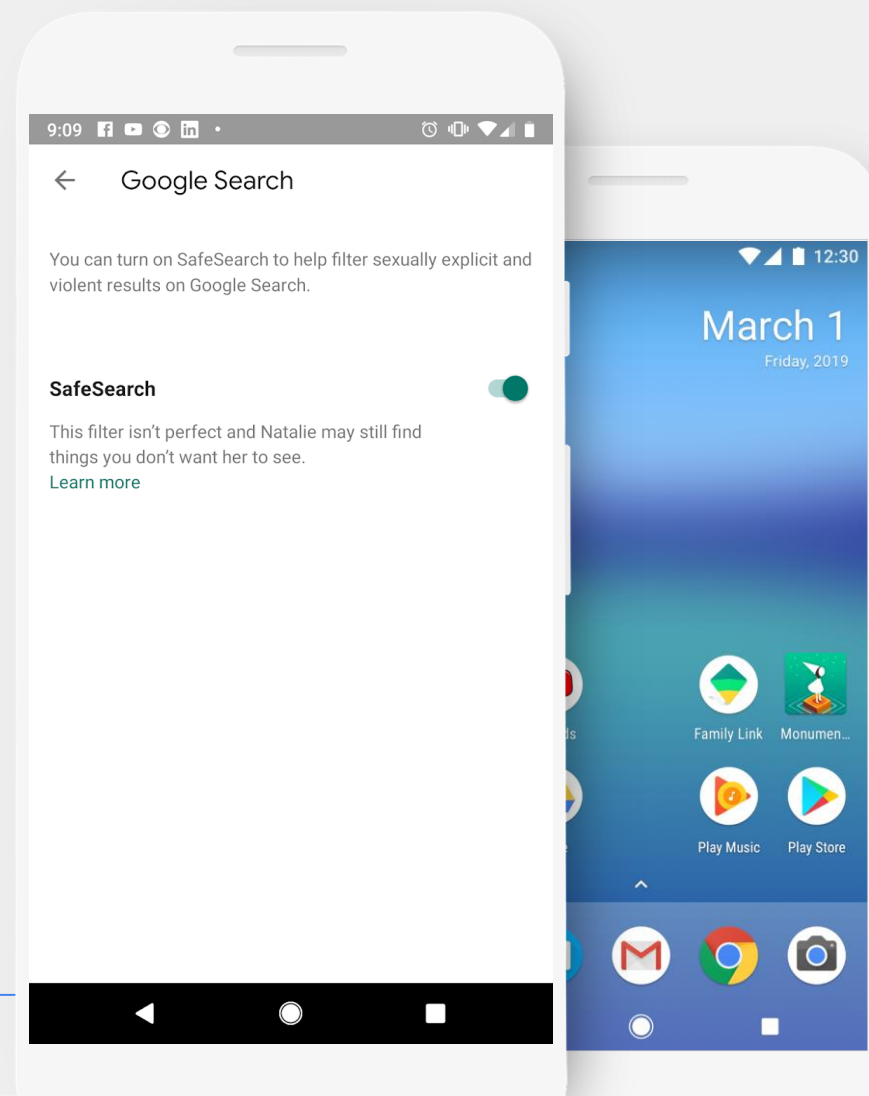 9:09
Google Search
You can turn on SafeSearch to help filter sexually explicit and
violent results on Google Search.
SafeSearch
This filter isn't perfect and Natalie may still find
things you don't want her to see.
Learn more
12:30
March 1
Friday, 2019
Family Link Monumen...
Play Music Play Store